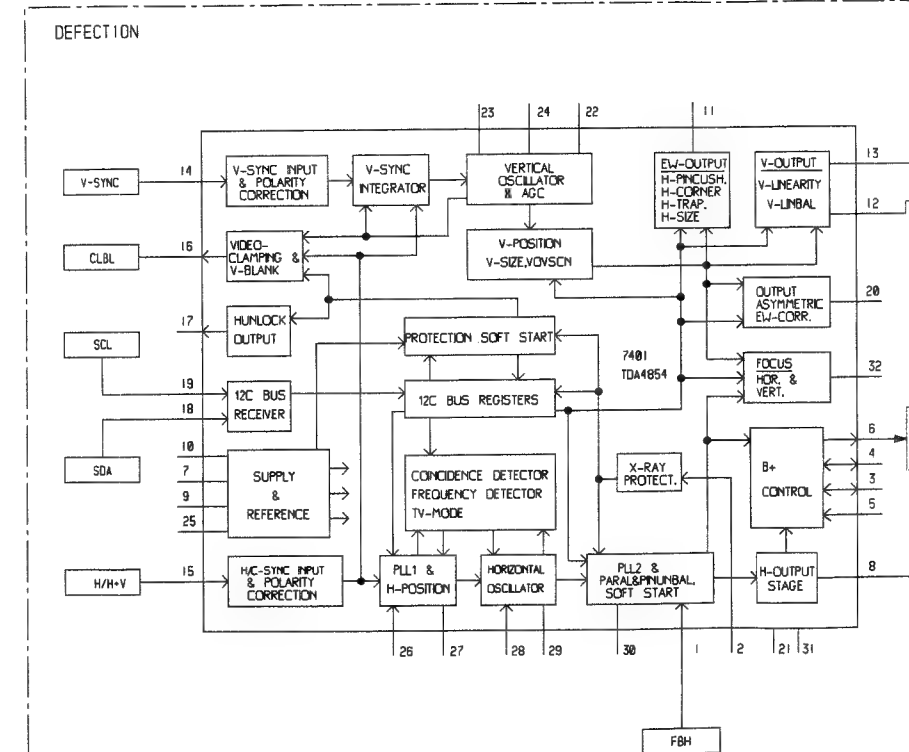 DEFECTION
23
24
22
11
13
12
14
V-SYNC
V-SYNC INPUT
& POLARITY
CORRECTION
V-SYNC
INTEGRATOR
VERTICAL
OSCILLATOR
& AGC
EW-OUTPUT
H-PINCUSH.
H-CORNER
H-TRAP.
H-SIZE
V-OUTPUT
V-LINEARITY
V-LINBAL
16
CLBL
VIDEO-
CLAMPING &
V-BLANK
V-POSITION
V-SIZE,VOVSCN
OUTPUT
ASYMMETRIC
EW-CORR.
20
17
HUNLOCK
OUTPUT
SCL
PROTECTION SOFT START
7401
TDA4854
FOCUS
HOR. &
VERT.
32
19
18
12C BUS
RECEIVER
12C BUS REGISTERS
SDA
10
7
9
25
SUPPLY
&
REFERENCE
COINCIDENCE DETECTOR
FREQUENCY DETECTOR
TV-MODE
X-RAY
PROTECT.
B+
CONTROL
6
4
3
5
H/H+V
15
H/C-SYNC INPUT
& POLARITY
CORRECTION
PLL1 &
H-POSITION
HORIZONTAL
OSCILLATOR
PLL2 &
PARAL&PINUNBAL.
SOFT START
H-OUTPUT
STAGE
8
26
27
28
29
30
1
2
21
31
FBH